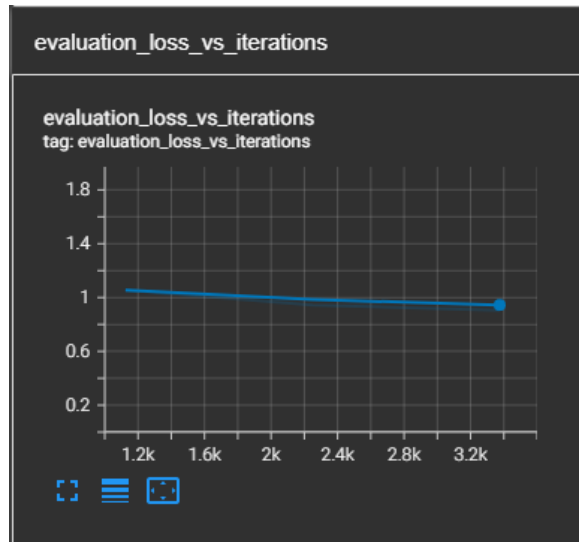 evaluation_loss_vs_iterations
evaluation_loss_vs_iterations
tag: evaluation_loss_vs_iterations
1.8
1.4
1
0.6
0.2
1.2k 1.6k 2k 2.4k 2.8k 3.2k